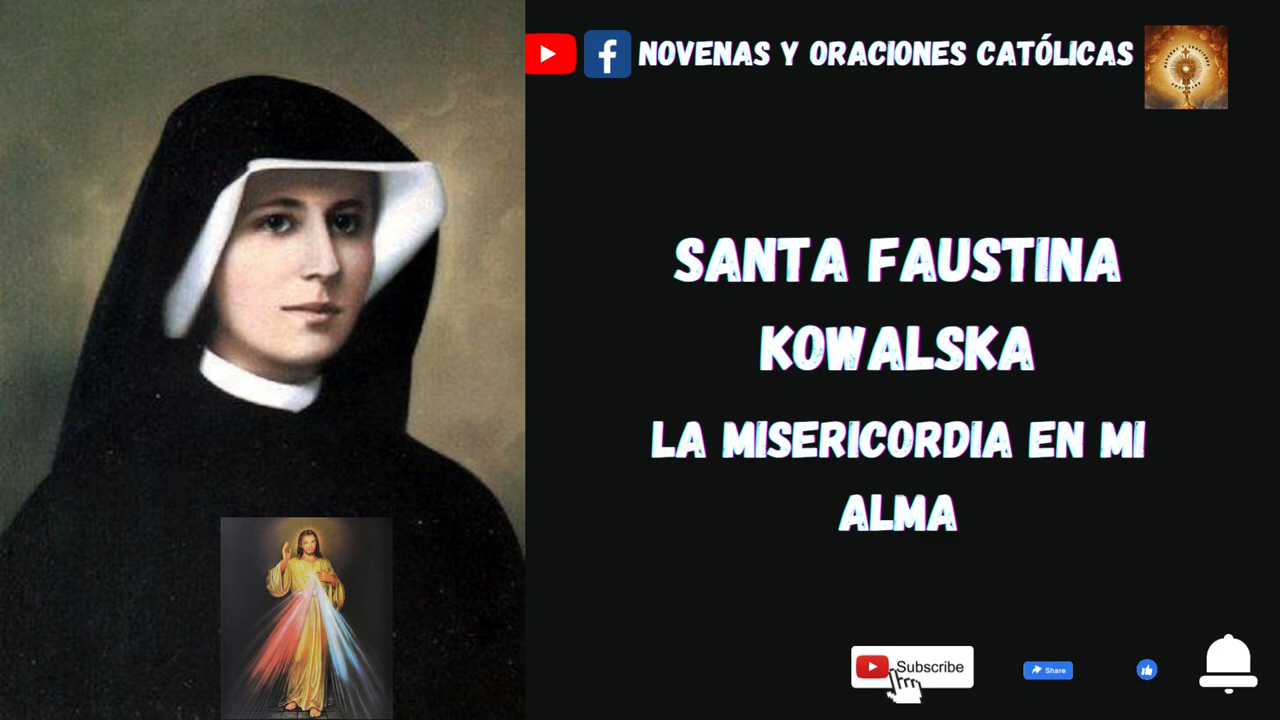 NOVENAS Y ORACIONES CATÓLICAS
SANTA FAUSTINA
KOWALSKA
LA MISERICORDIA EN MI
ALMA
Subscribe
Share